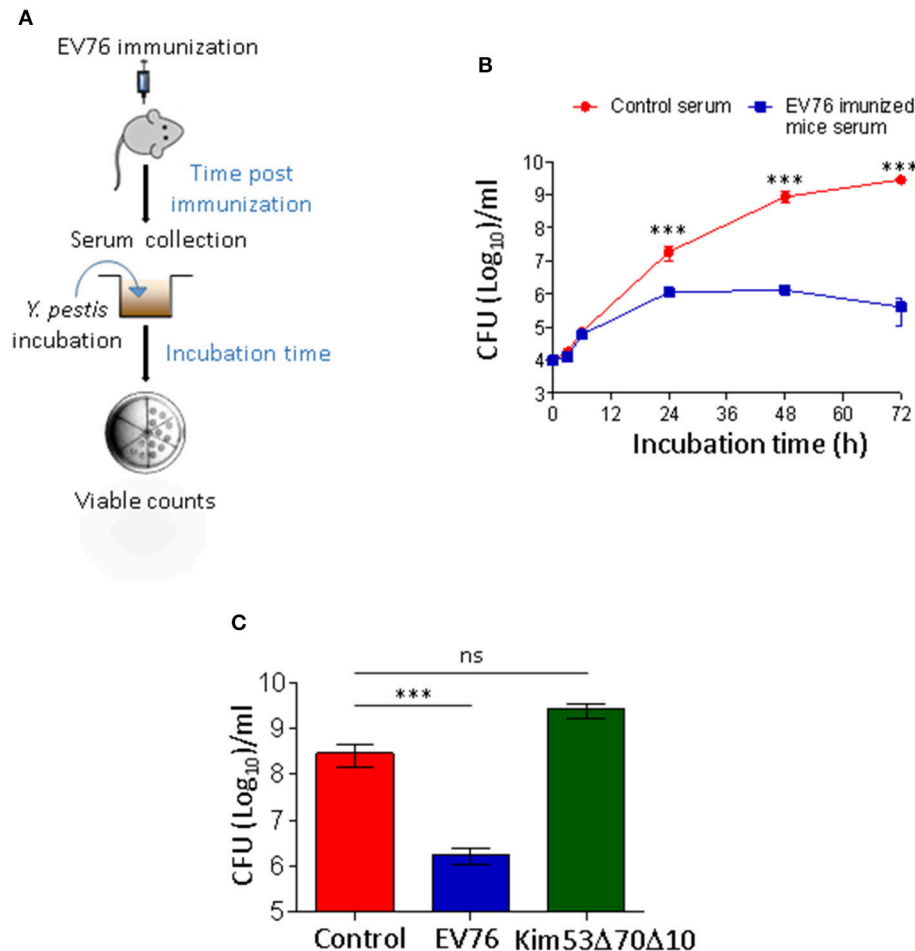 A
EV76 immunization
Time post
immunization
Serum collection
Y. pestis
incubation
Incubation time
Viable counts
B
Control serum
EV76 imunized
mice serum
CFU (Log10)/ml
10
9
8
7
6
5
4
3
***
***
***
0 12 24 36 48 60 72
Incubation time (h)
C
ns
***
CFU (Log10)/ml
10
9
8
7
6
5
Control EV76 Kim53Δ70Δ10